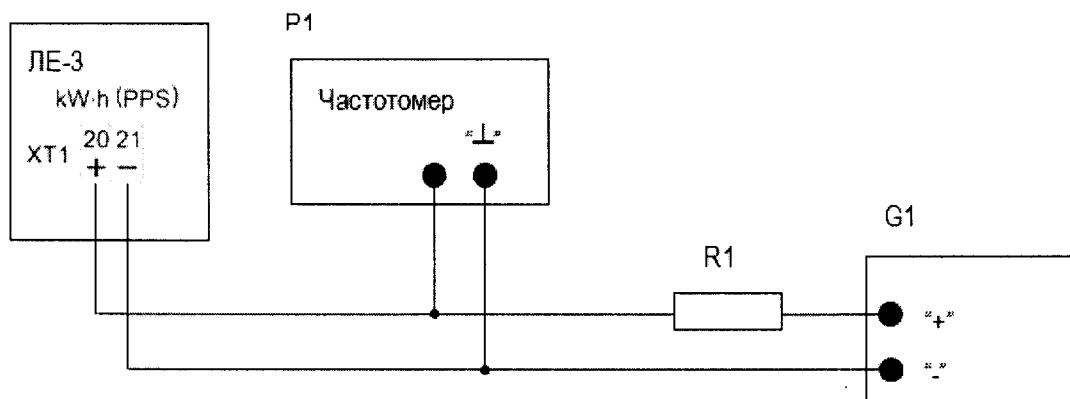 P1
ЛЕ-3
kW·h (PPS)
20 21
XT1 + −
Частотомер
"⊥"
G1
R1
"+"
"-"